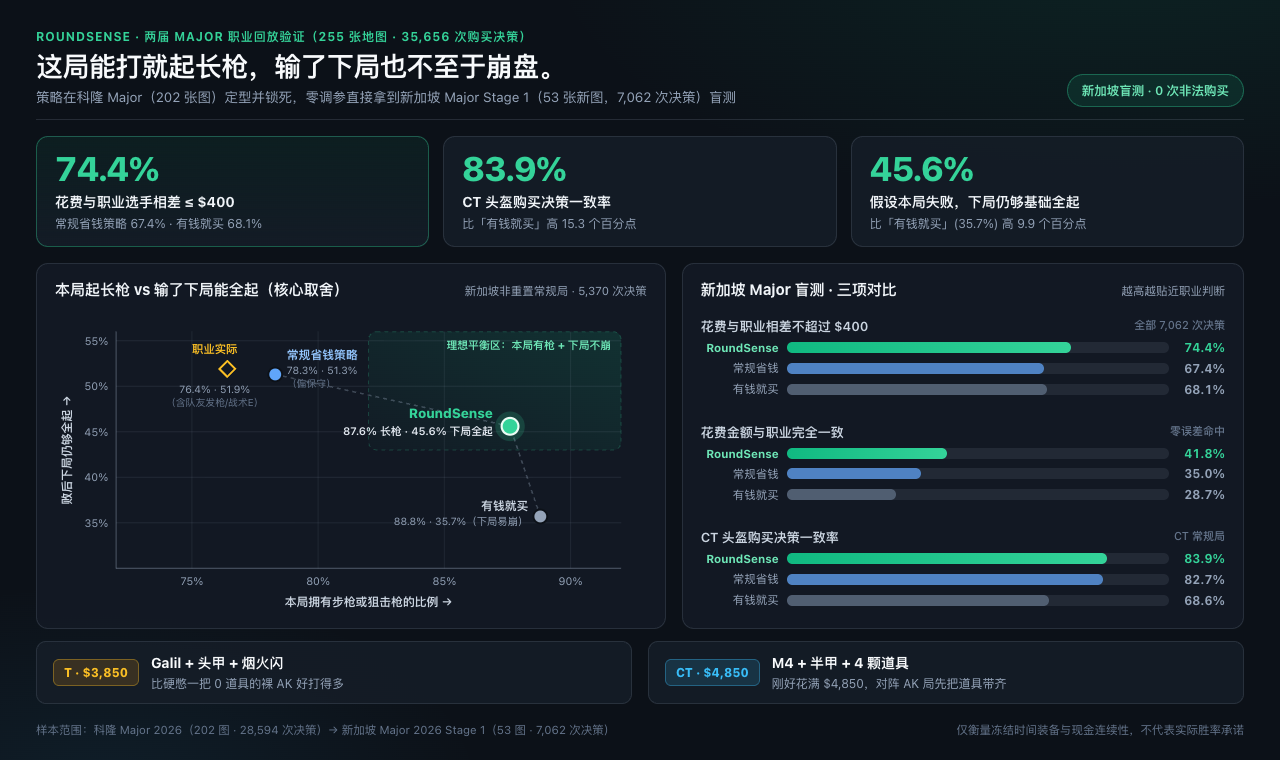 ROUNDSENSE · 两届 MAJOR 职业回放验证（255 张地图 · 35,656 次购买决策）
这局能打就起长枪，输了下局也不至于崩盘。
策略在科隆 Major（202 张图）定型并锁死，零调参直接拿到新加坡 Major Stage 1（53 张新图，7,062 次决策）盲测
新加坡盲测 · 0 次非法购买
74.4%
花费与职业选手相差 ≤ $400
常规省钱策略 67.4% · 有钱就买 68.1%
83.9%
CT 头盔购买决策一致率
比「有钱就买」高 15.3 个百分点
45.6%
假设本局失败，下局仍够基础全起
比「有钱就买」(35.7%) 高 9.9 个百分点
本局起长枪 vs 输了下局能全起（核心取舍）
新加坡非重置常规局 · 5,370 次决策
败后下局仍够全起 →
55%
50%
45%
40%
35%
理想平衡区：本局有枪 + 下局不崩
职业实际
76.4% · 51.9%
(含队友发枪/战术E)
常规省钱策略
78.3% · 51.3%
（偏保守）
RoundSense
87.6% 长枪 · 45.6% 下局全起
有钱就买
88.8% · 35.7%（下局易崩）
75%
80%
85%
90%
本局拥有步枪或狙击枪的比例 →
新加坡 Major 盲测 · 三项对比
越高越贴近职业判断
花费与职业相差不超过 $400
全部 7,062 次决策
RoundSense 74.4%
常规省钱 67.4%
有钱就买 68.1%
花费金额与职业完全一致
零误差命中
RoundSense 41.8%
常规省钱 35.0%
有钱就买 28.7%
CT 头盔购买决策一致率
CT 常规局
RoundSense 83.9%
常规省钱 82.7%
有钱就买 68.6%
T · $3,850
Galil + 头甲 + 烟火闪
比硬憋一把 0 道具的裸 AK 好打得多
CT · $4,850
M4 + 半甲 + 4 颗道具
刚好花满 $4,850，对阵 AK 局先把道具带齐
样本范围：科隆 Major 2026（202 图 · 28,594 次决策）→ 新加坡 Major 2026 Stage 1（53 图 · 7,062 次决策）
仅衡量冻结时间装备与现金连续性，不代表实际胜率承诺